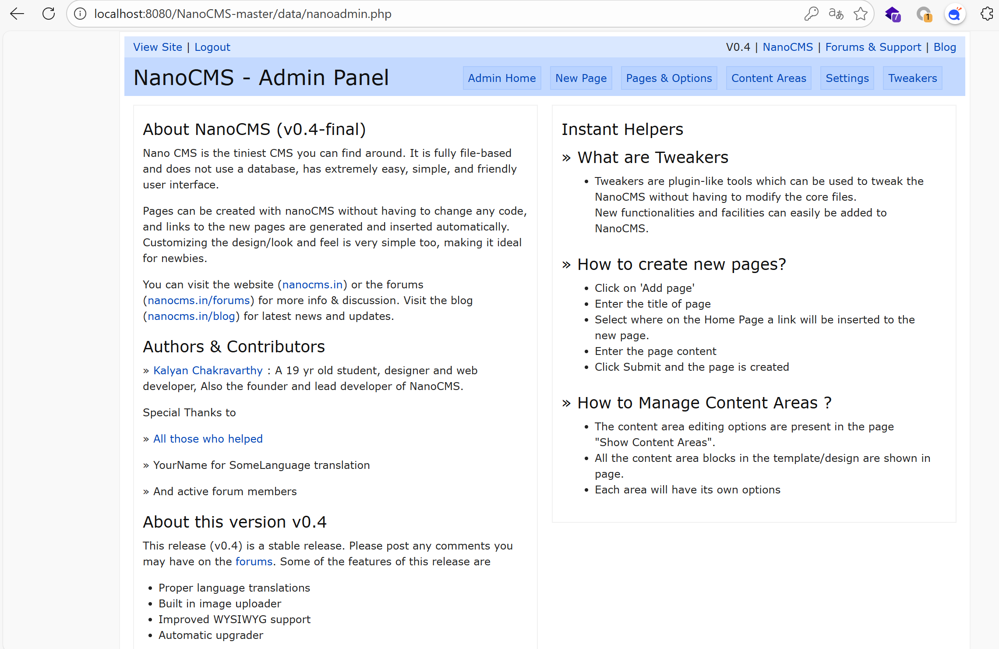 localhost:8080/NanoCMS-master/data/nanoadmin.php
7
1
View Site | Logout
V0.4 | NanoCMS | Forums & Support | Blog
NanoCMS - Admin Panel
Admin Home
New Page
Pages & Options
Content Areas
Settings
Tweakers
About NanoCMS (v0.4-final)
Nano CMS is the tiniest CMS you can find around. It is fully file-based
and does not use a database, has extremely easy, simple, and friendly
user interface.
Pages can be created with nanoCMS without having to change any code,
and links to the new pages are generated and inserted automatically.
Customizing the design/look and feel is very simple too, making it ideal
for newbies.
You can visit the website (nanocms.in) or the forums
(nanocms.in/forums) for more info & discussion. Visit the blog
(nanocms.in/blog) for latest news and updates.
Authors & Contributors
» Kalyan Chakravarthy : A 19 yr old student, designer and web
developer, Also the founder and lead developer of NanoCMS.
Special Thanks to
» All those who helped
» YourName for SomeLanguage translation
» And active forum members
About this version v0.4
This release (v0.4) is a stable release. Please post any comments you
may have on the forums. Some of the features of this release are
• Proper language translations
• Built in image uploader
• Improved WYSIWYG support
• Automatic upgrader
Instant Helpers
» What are Tweakers
• Tweakers are plugin-like tools which can be used to tweak the
NanoCMS without having to modify the core files.
New functionalities and facilities can easily be added to
NanoCMS.
» How to create new pages?
• Click on 'Add page'
• Enter the title of page
• Select where on the Home Page a link will be inserted to the
new page.
• Enter the page content
• Click Submit and the page is created
» How to Manage Content Areas ?
• The content area editing options are present in the page
"Show Content Areas".
• All the content area blocks in the template/design are shown in
page.
• Each area will have its own options